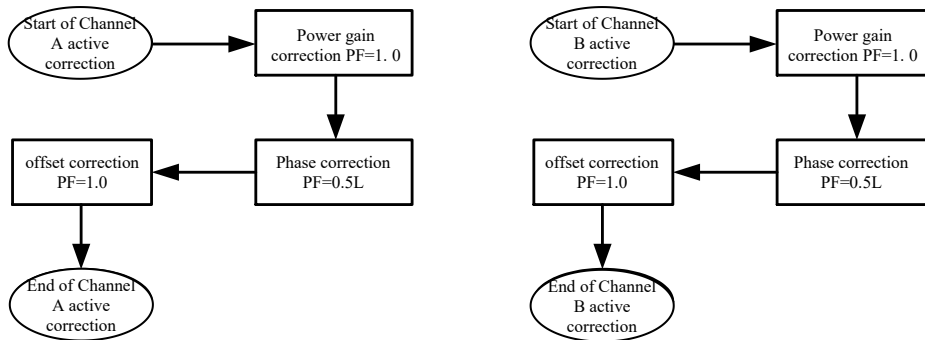 Start of Channel
A active
correction
Power gain
correction PF=1. 0
Phase correction
PF=0.5L
offset correction
PF=1.0
End of Channel
A active
correction
Start of Channel
B active
correction
Power gain
correction PF=1. 0
Phase correction
PF=0.5L
offset correction
PF=1.0
End of Channel
B active
correction